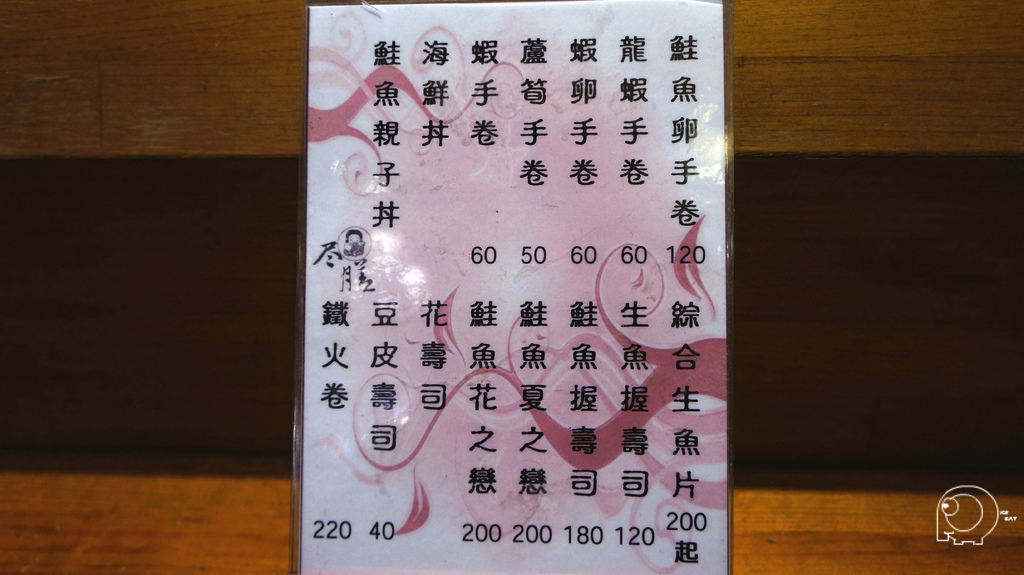 鮭魚卵手卷 120
龍蝦手卷 60
蝦卵手卷 60
蘆筍手卷 50
蝦手卷 60
海鮮丼
鮭魚親子丼
尽膳
綜合生魚片 200起
生魚握壽司 120
鮭魚握壽司 180
鮭魚夏之戀 200
鮭魚花之戀 200
花壽司
豆皮壽司 40
鐵火卷 220
ICE EAT